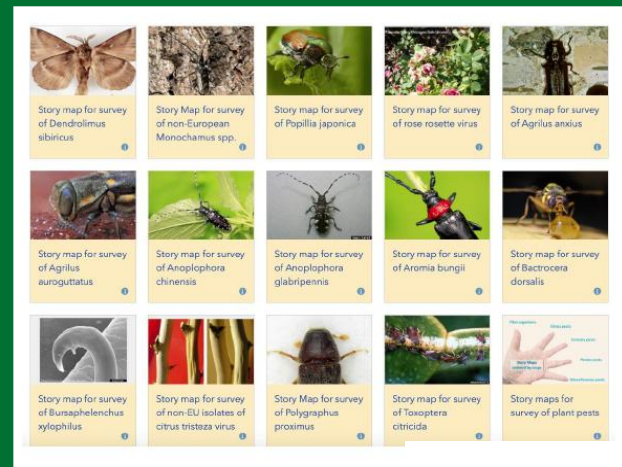 Story map for survey
of Dendrolimus
sibiricus
Story Map for survey
of non-European
Monochamus spp.
Story map for survey
of Popillia japonica
Story map for survey
of rose rosette virus
Story map for survey
of Agrilus anxius
Story map for survey
of Agrilus
auroguttatus
Story map for survey
of Anoplophora
chinensis
Story map for survey
of Anoplophora
glabripennis
Story map for survey
of Aromia bungii
Story map for survey
of Bactrocera
dorsalis
Story map for survey
of Bursaphelenchus
xylophilus
Story map for survey
of non-EU isolates of
citrus tristeza virus
Story Map for survey
of Polygraphus
proximus
Story map for survey
of Toxoptera
citricida
Story maps for
survey of plant pests